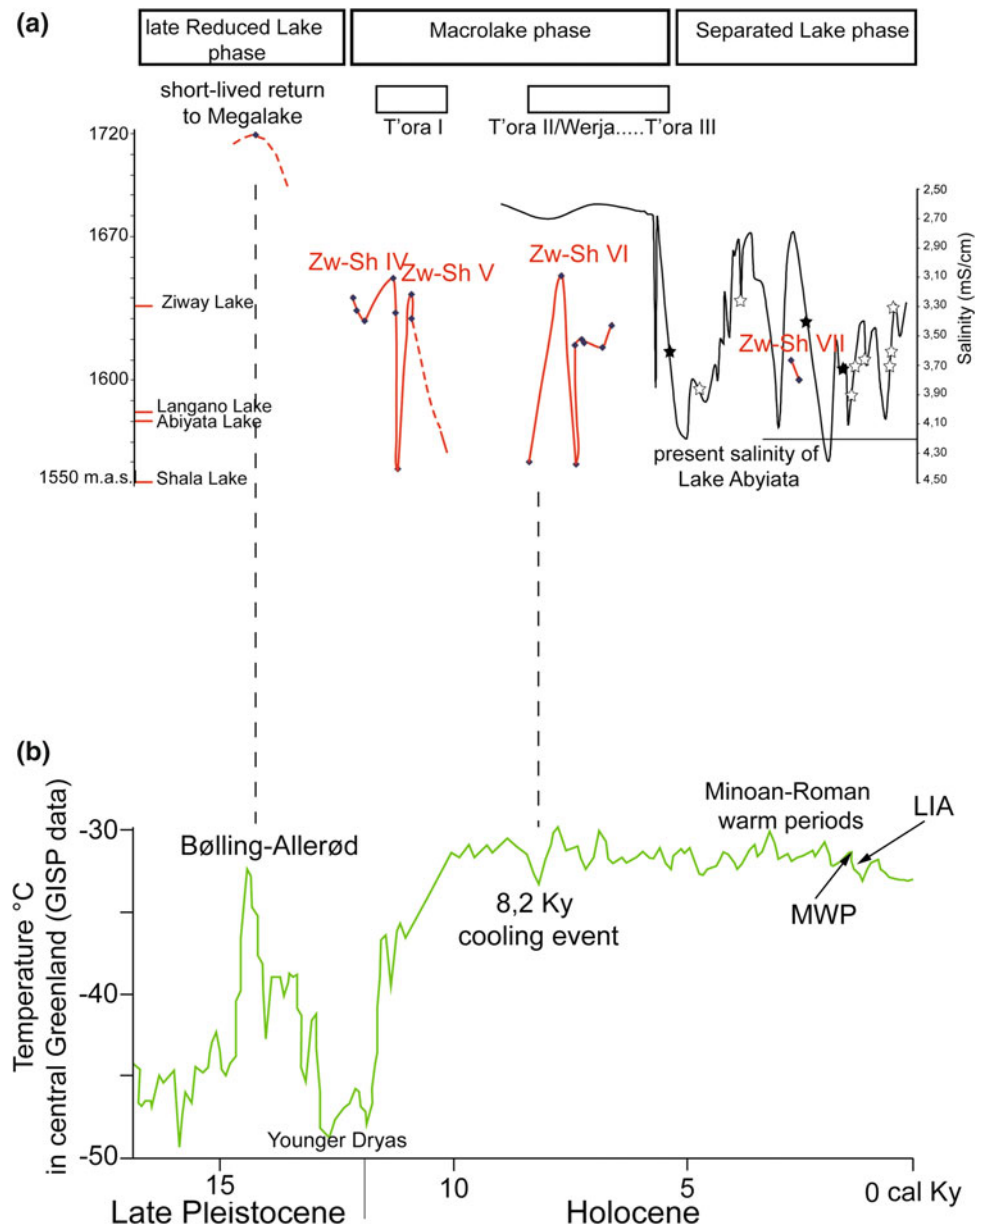 (a)
late Reduced Lake
phase
Macrolake phase
Separated Lake phase
short-lived return
to Megalake
T'ora I
T'ora II/Werja.....T'ora III
1720
1670
1600
1550 m.a.s.l
Ziway Lake
Langano Lake
Abiyata Lake
Shala Lake
Zw-Sh IV
Zw-Sh V
Zw-Sh VI
Zw-Sh VII
present salinity of
Lake Abyiata
2,50
2,70
2,90
3,10
3,30
3,50
3,70
3,90
4,10
4,30
4,50
Salinity (mS/cm)
(b)
Temperature °C
in central Greenland (GISP data)
-30
-40
-50
Bølling-Allerød
Younger Dryas
8,2 Ky
cooling event
Minoan-Roman
warm periods
LIA
MWP
15
10
5
0 cal Ky
Late Pleistocene
Holocene